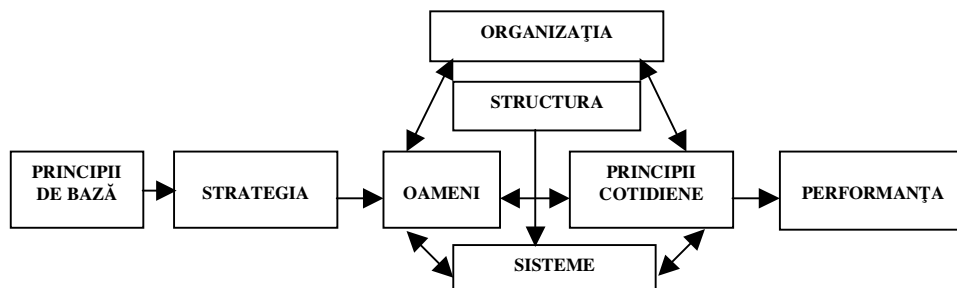 ORGANIZAŢIA
STRUCTURA
PRINCIPII
DE BAZĂ
STRATEGIA
OAMENI
PRINCIPII
COTIDIENE
PERFORMANŢA
SISTEME